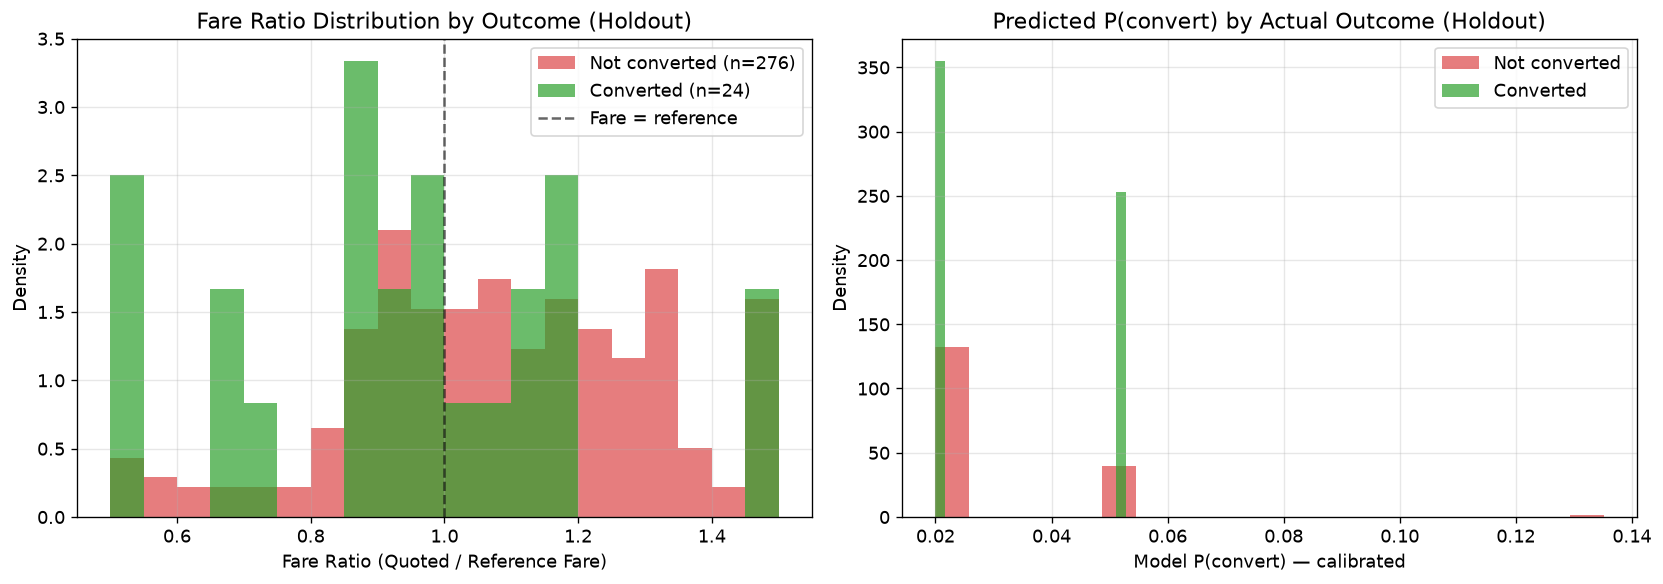 Fare Ratio Distribution by Outcome (Holdout)
3.5
3.0
2.5
2.0
1.5
1.0
0.5
0.0
Density
Not converted (n=276)
Converted (n=24)
Fare = reference
0.6
0.8
1.0
1.2
1.4
Fare Ratio (Quoted / Reference Fare)
Predicted P(convert) by Actual Outcome (Holdout)
350
300
250
200
150
100
50
0
Density
Not converted
Converted
0.02
0.04
0.06
0.08
0.10
0.12
0.14
Model P(convert) — calibrated